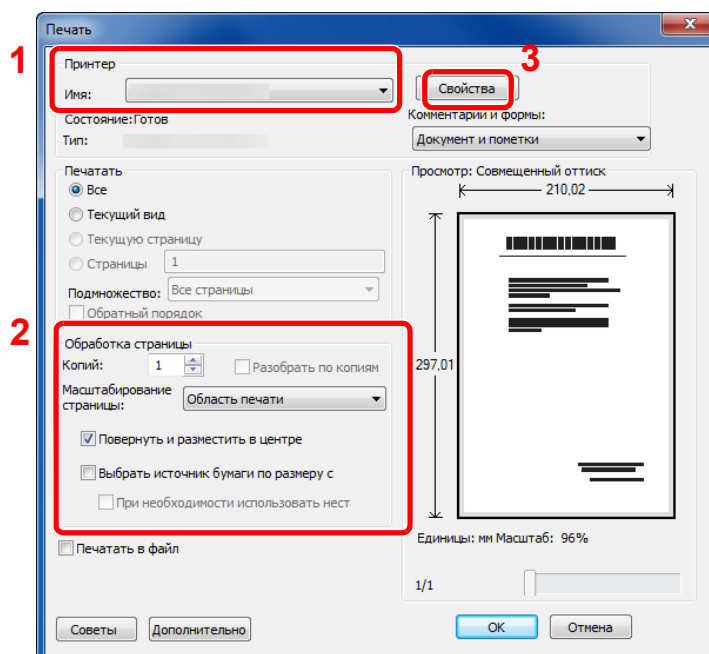 Печать
1
Принтер
3
Имя:
Свойства
Состояние:Готов
Комментарии и формы:
Тип:
Документ и пометки
Печатать
Просмотр: Совмещенный оттиск
Все
210,02
Текущий вид
Текущую страницу
Страницы 1
Подмножество: Все страницы
Обратный порядок
2
Обработка страницы
Копий: 1 Разобрать по копиям
297,01
Масштабирование
страницы:
Область печати
Повернуть и разместить в центре
Выбрать источник бумаги по размеру с
При необходимости использовать нест
Единицы: мм Масштаб: 96%
Печатать в файл
1/1
Советы
Дополнительно
OK
Отмена